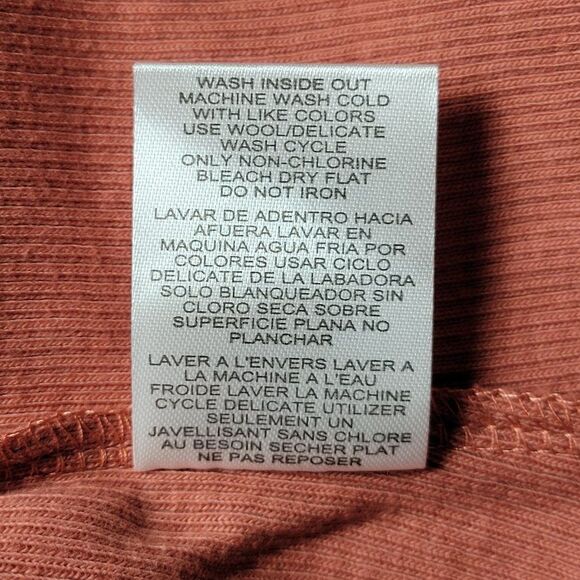 WASH INSIDE OUT
MACHINE WASH COLD
WITH LIKE COLORS
USE WOOL/DELICATE
WASH CYCLE
ONLY NON-CHLORINE
BLEACH DRY FLAT
DO NOT IRON
LAVAR DE ADENTRO HACIA
AFUERA LAVAR EN
MAQUINA AGUA FRIA POR
COLORES USAR CICLO
DELICATE DE LA LABADORA
SOLO BLANQUEADOR SIN
CLORO SECA SOBRE
SUPERFICIE PLANA NO
PLANCHAR
LAVER A L'ENVERS LAVER A
LA MACHINE A L'EAU
FROIDE LAVER LA MACHINE
CYCLE DELICATE UTILIZER
SEULEMENT UN
JAVELLISANT SANS CHLORE
AU BESOIN SECHER PLAT
NE PAS REPOSER